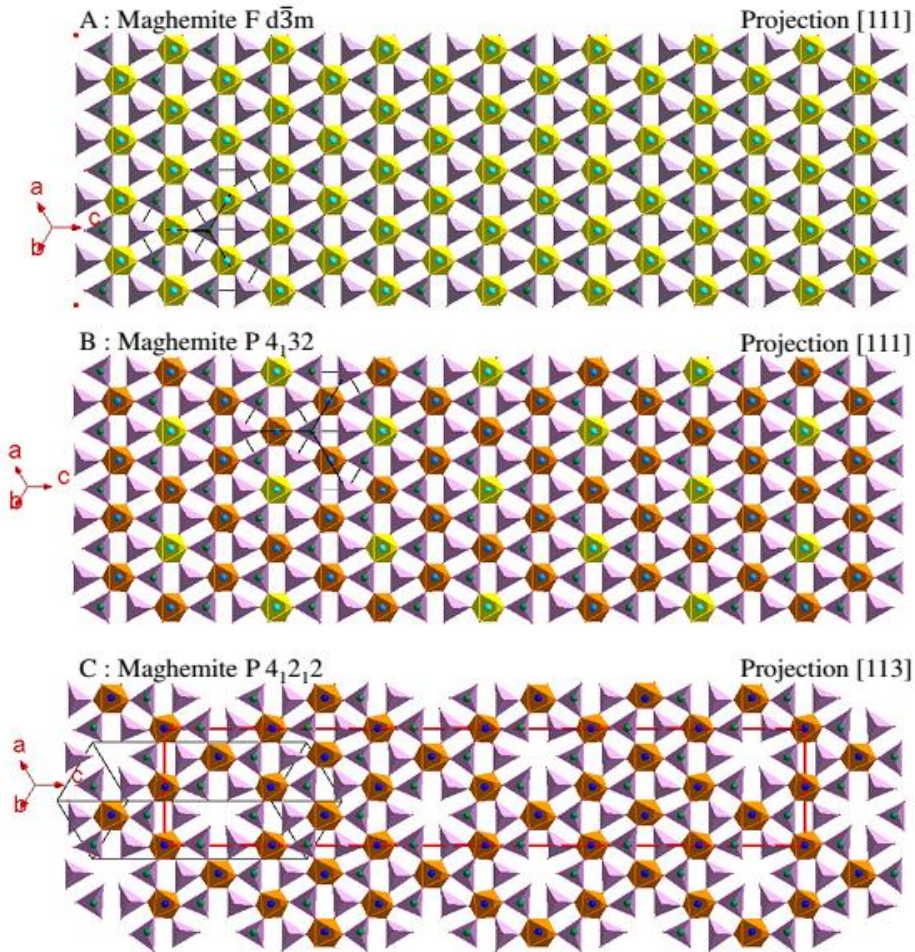 A : Maghemite F d3̅m
Projection [111]
a
c
b
B : Maghemite P 4₁32
Projection [111]
a
c
b
C : Maghemite P 4₁2₁2
Projection [113]
a
c
b